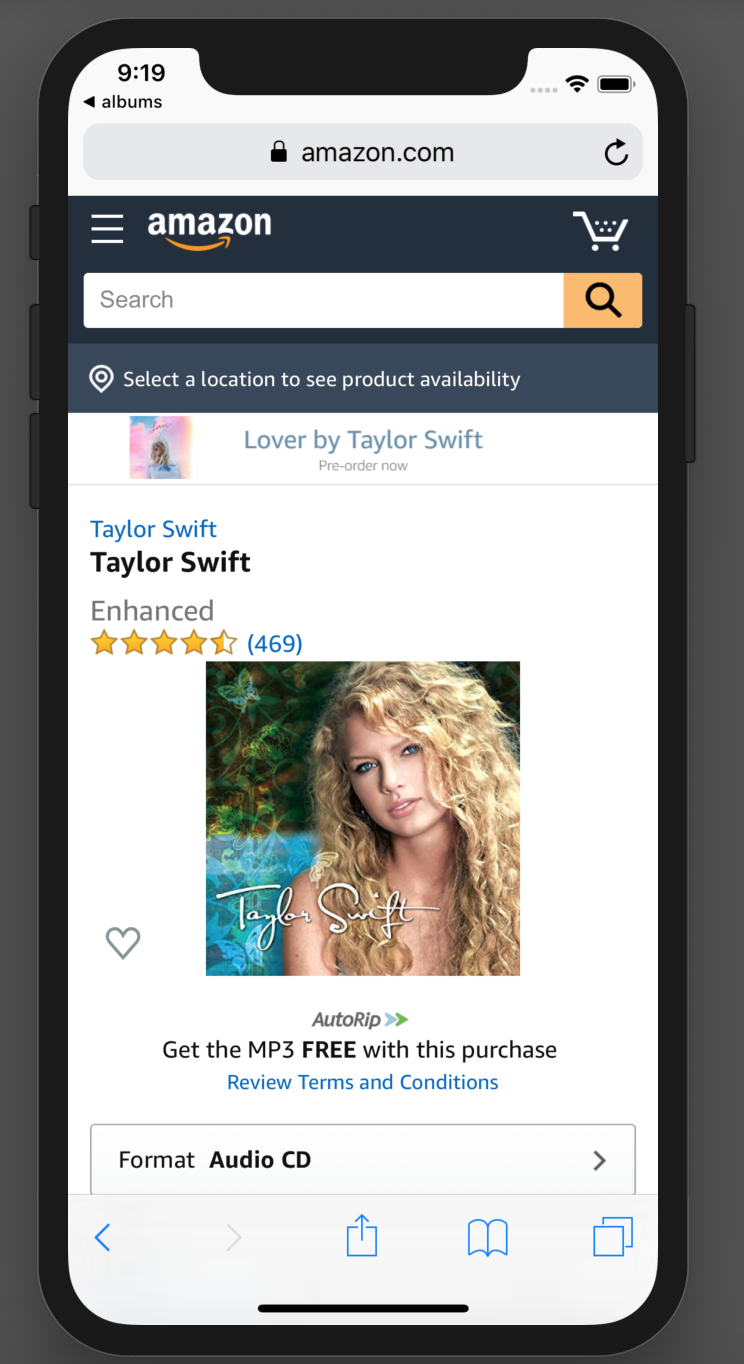 9:19
◀ albums
amazon.com
amazon
Search
Select a location to see product availability
Lover by Taylor Swift
Pre-order now
Taylor Swift
Taylor Swift
Enhanced
(469)
Taylor Swift
AutoRip
Get the MP3 FREE with this purchase
Review Terms and Conditions
Format Audio CD